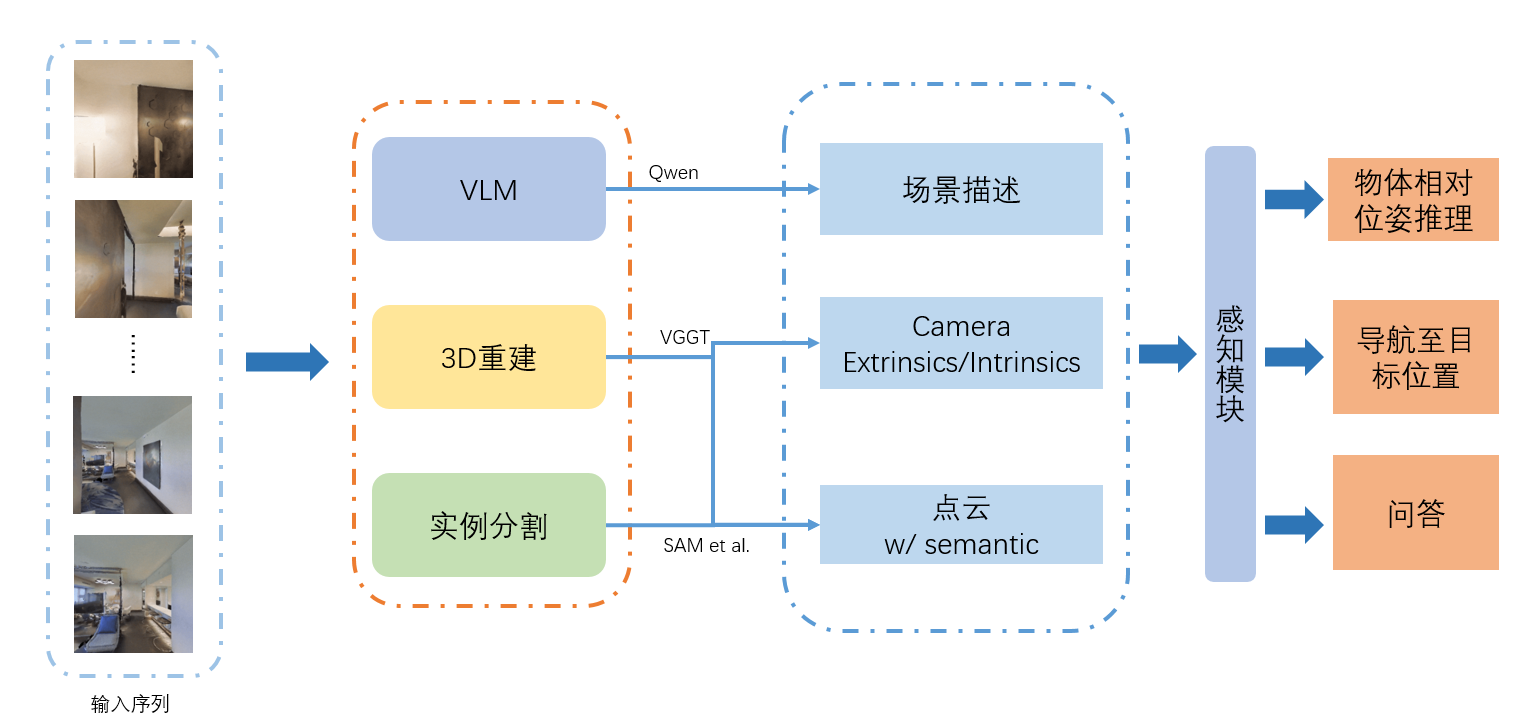 输入序列
VLM
3D重建
实例分割
Qwen
VGGT
SAM et al.
场景描述
Camera
Extrinsics/Intrinsics
点云
w/ semantic
感知模块
物体相对
位姿推理
导航至目
标位置
问答